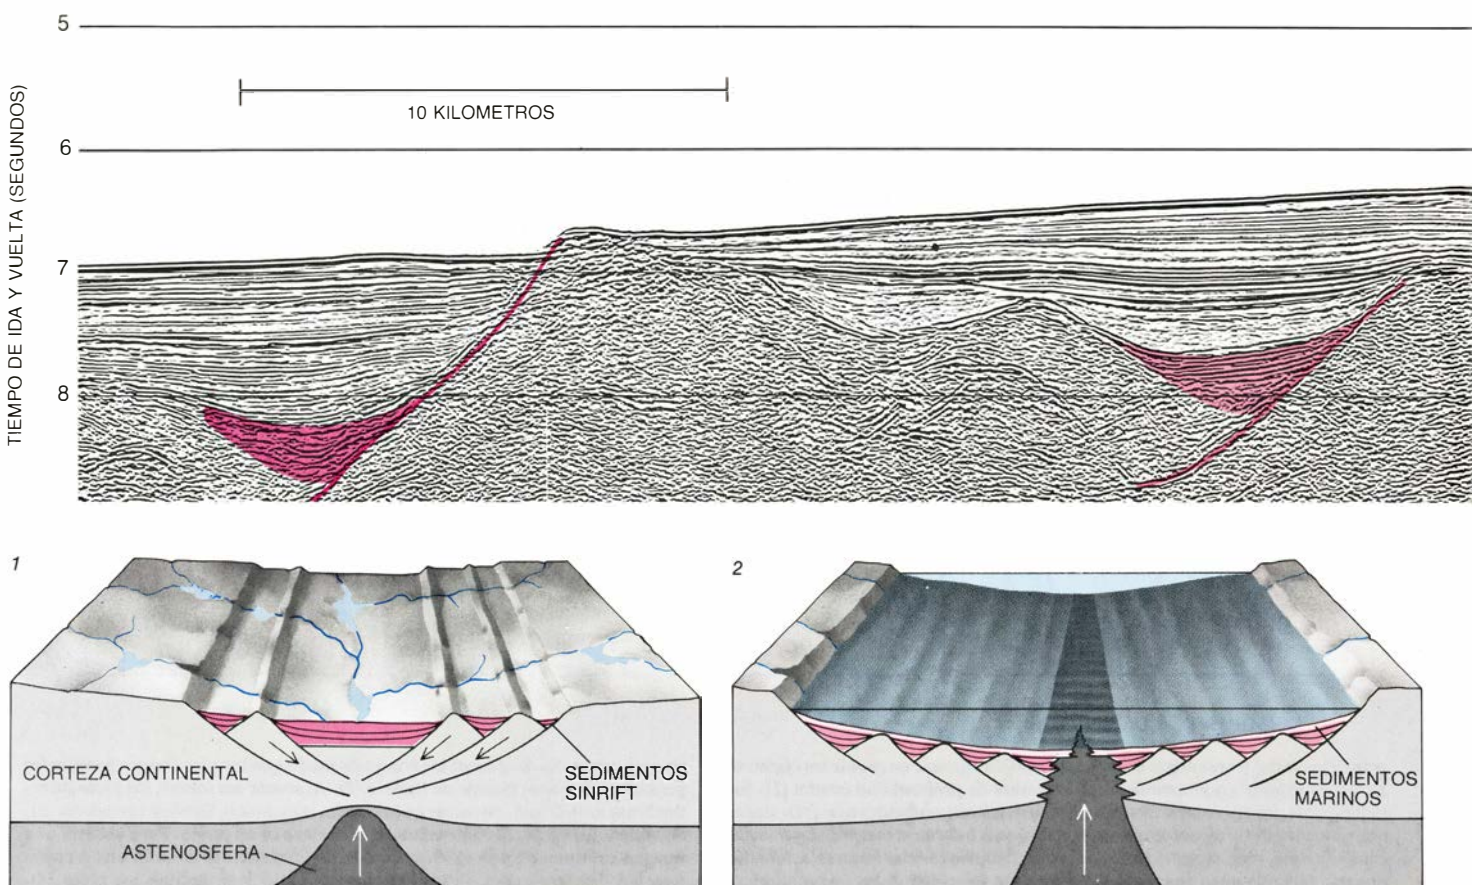 5
10 KILOMETROS
6
TIEMPO DE IDA Y VUELTA (SEGUNDOS)
7
8
1
CORTEZA CONTINENTAL
SEDIMENTOS
SINRIFT
ASTENOSFERA
2
SEDIMENTOS
MARINOS